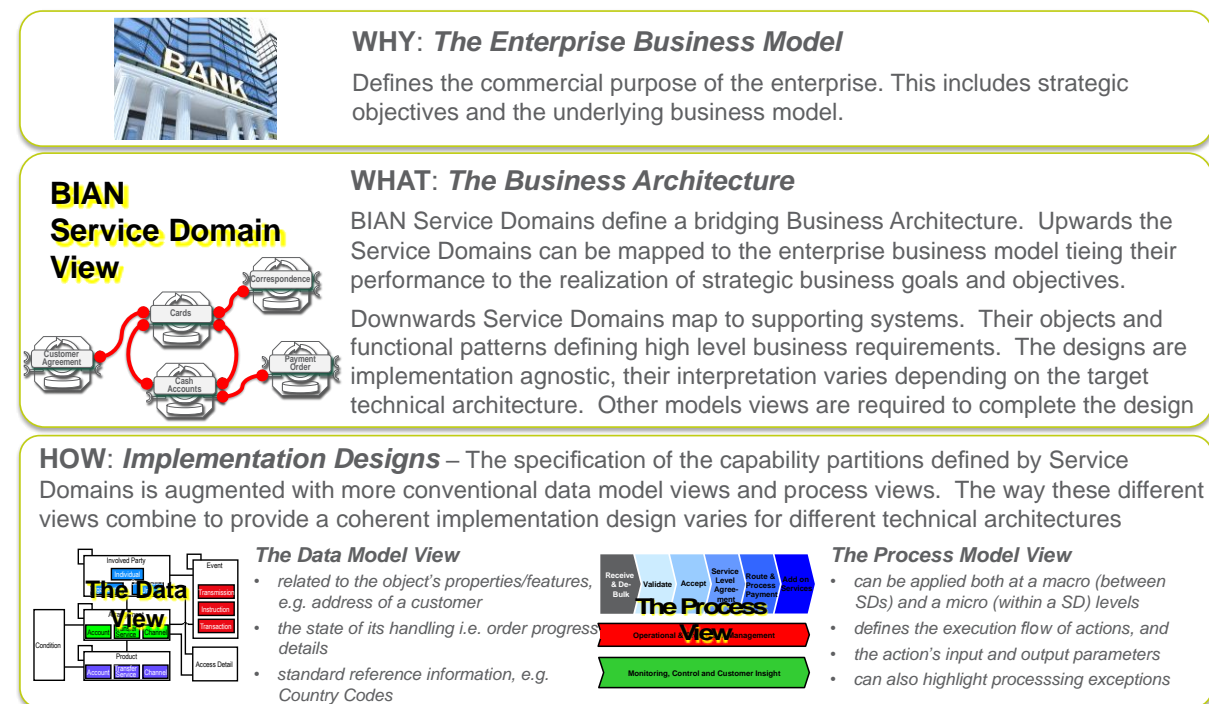 BANK
WHY: The Enterprise Business Model
Defines the commercial purpose of the enterprise. This includes strategic
objectives and the underlying business model.
BIAN
Service Domain
View
Correspondence
Cards
Customer
Agreement
Payment
Order
Cash
Accounts
WHAT: The Business Architecture
BIAN Service Domains define a bridging Business Architecture. Upwards the
Service Domains can be mapped to the enterprise business model tieing their
performance to the realization of strategic business goals and objectives.
Downwards Service Domains map to supporting systems. Their objects and
functional patterns defining high level business requirements. The designs are
implementation agnostic, their interpretation varies depending on the target
technical architecture. Other models views are required to complete the design
HOW: Implementation Designs – The specification of the capability partitions defined by Service
Domains is augmented with more conventional data model views and process views. The way these different
views combine to provide a coherent implementation design varies for different technical architectures
Involved Party
Individual
Event
Transmission
Instruction
Transaction
The Data
View
Account
Service
Channel
Condition
Product
Account
Transfer
Service
Channel
Access Detail
The Data Model View
• related to the object's properties/features,
e.g. address of a customer
• the state of its handling i.e. order progress
details
• standard reference information, e.g.
Country Codes
Receive
& De-
Bulk
Validate
Accept
Service
Level
Agree-
ment
Route &
Process
Payment
Services
The Process
View
Operational &
Management
Monitoring, Control and Customer Insight
The Process Model View
• can be applied both at a macro (between
SDs) and a micro (within a SD) levels
• defines the execution flow of actions, and
• the action's input and output parameters
• can also highlight processsing exceptions